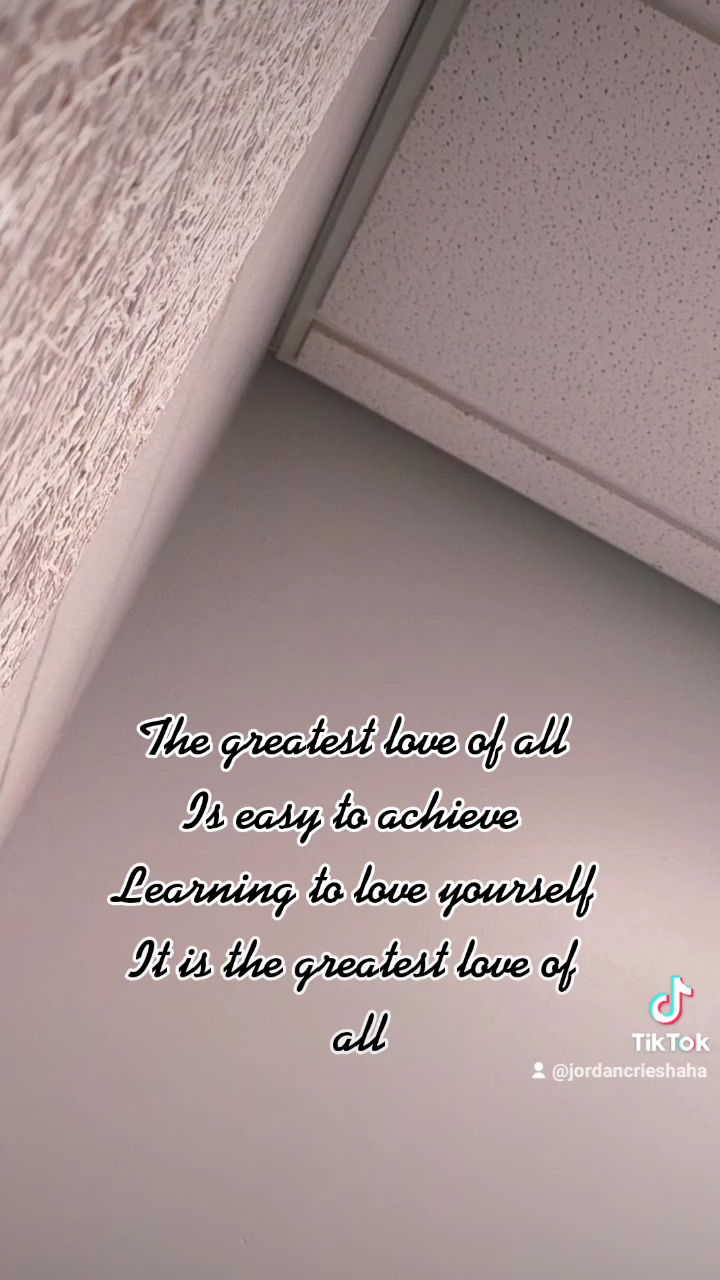 The greatest love of all
Is easy to achieve
Learning to love yourself
It is the greatest love of
all
TikTok
@jordancrieshaha